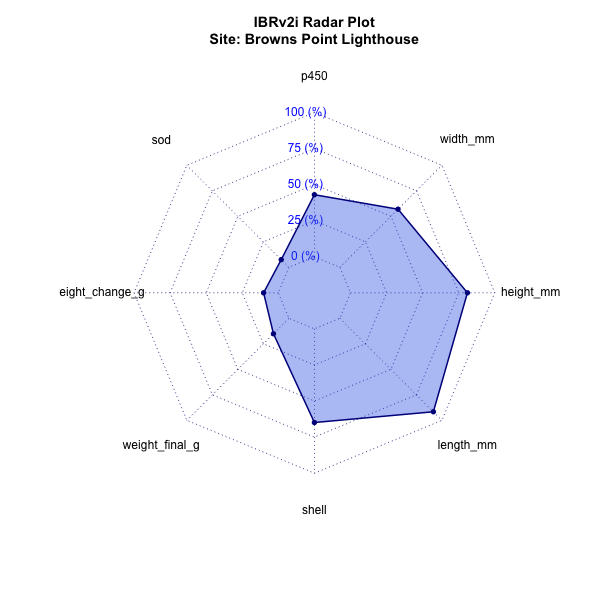 IBRv2i Radar Plot
Site: Browns Point Lighthouse
p450
100 (%)
sod
width_mm
75 (%)
50 (%)
25 (%)
0 (%)
eight_change_g
height_mm
weight_final_g
length_mm
shell